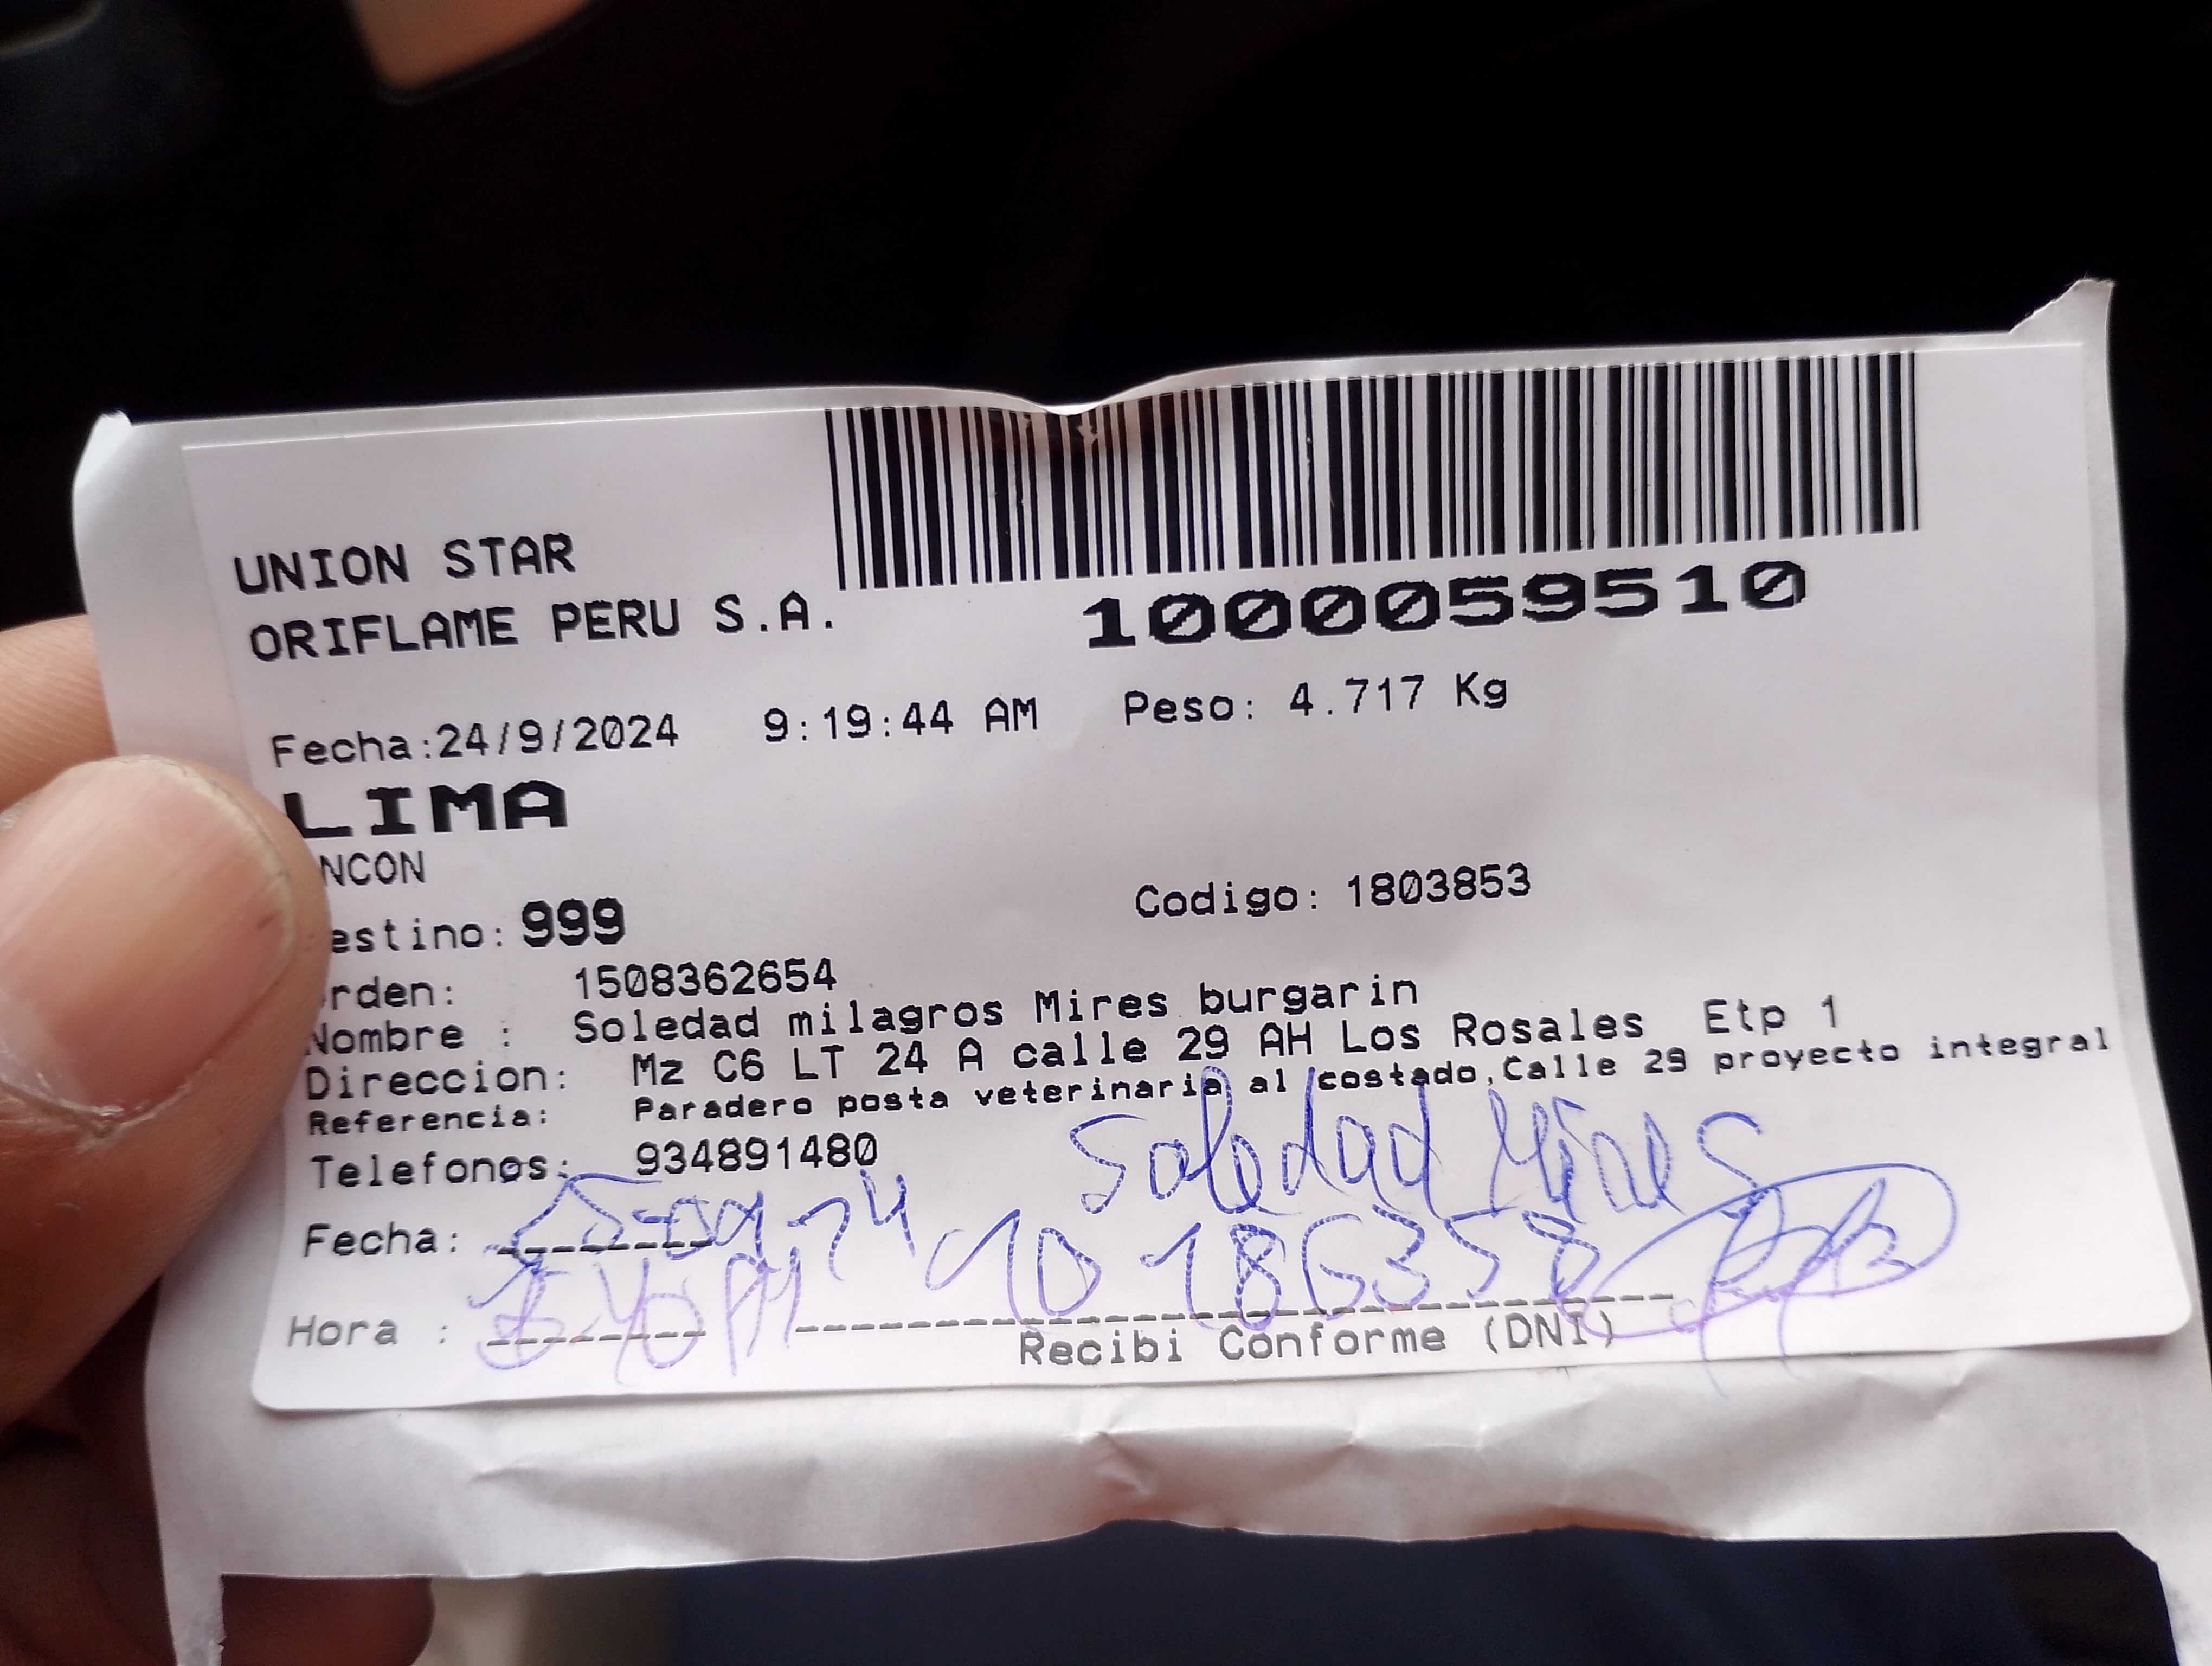 UNION STAR
ORIFLAME PERU S.A.
1000059510
Fecha:24/9/2024 9:19:44 AM Peso: 4.717 Kg
LIMA
NCON
estino: 999 Codigo: 1803853
rden: 1508362654
Nombre : Soledad milagros Mires burgarin
Direccion: Mz C6 LT 24 A calle 29 AH Los Rosales Etp 1
Referencia: Paradero posta veterinaria al costado,Calle 29 proyecto integral
Telefonos: 934891480
Soledad Mires
Fecha: 25-09-24
Hora :
Recibi Conforme (DNI)